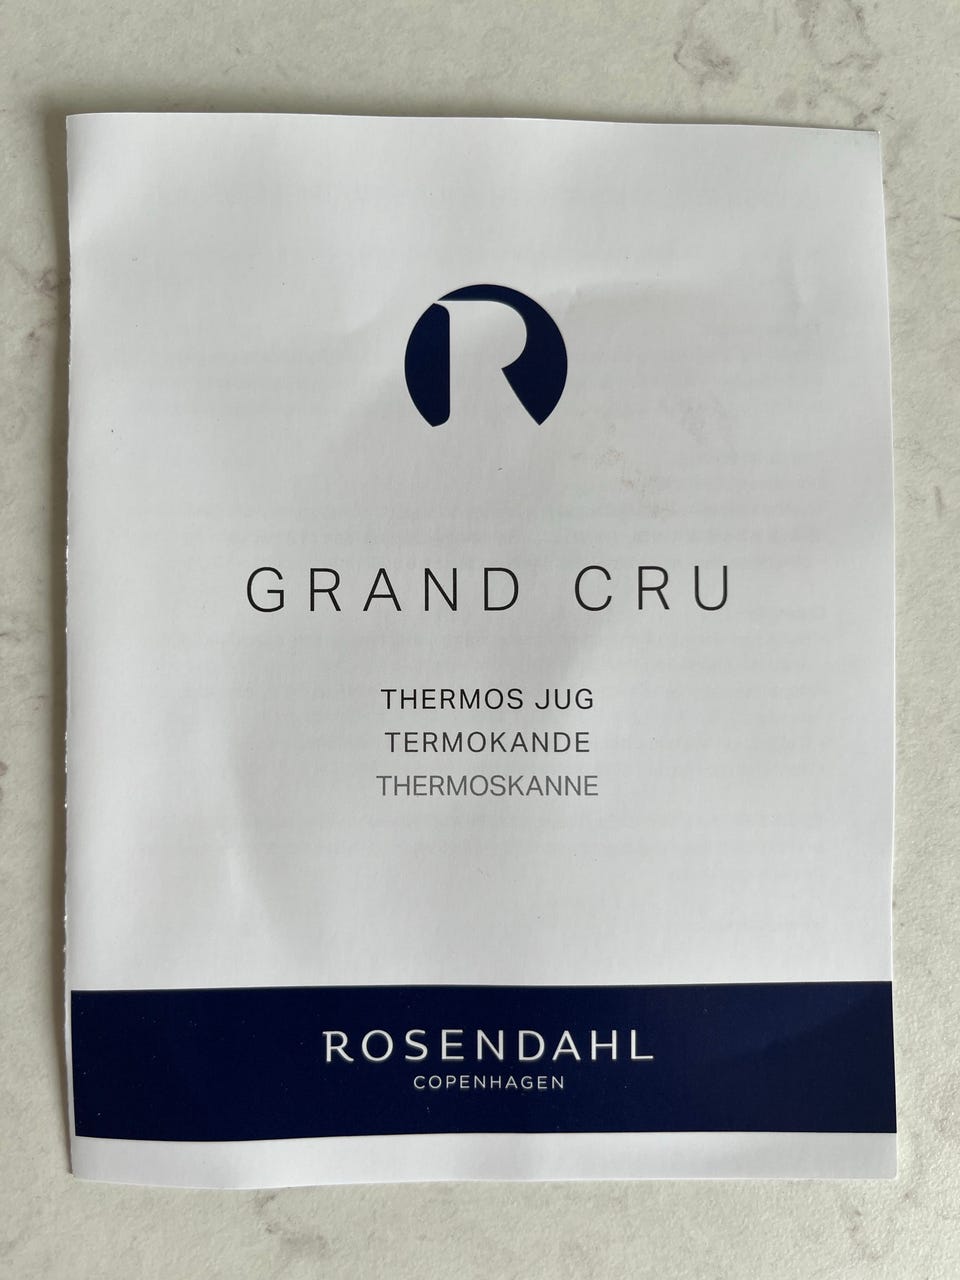 R
GRAND CRU
THERMOS JUG
TERMOKANDE
THERMOSKANNE
ROSENDAHL
COPENHAGEN